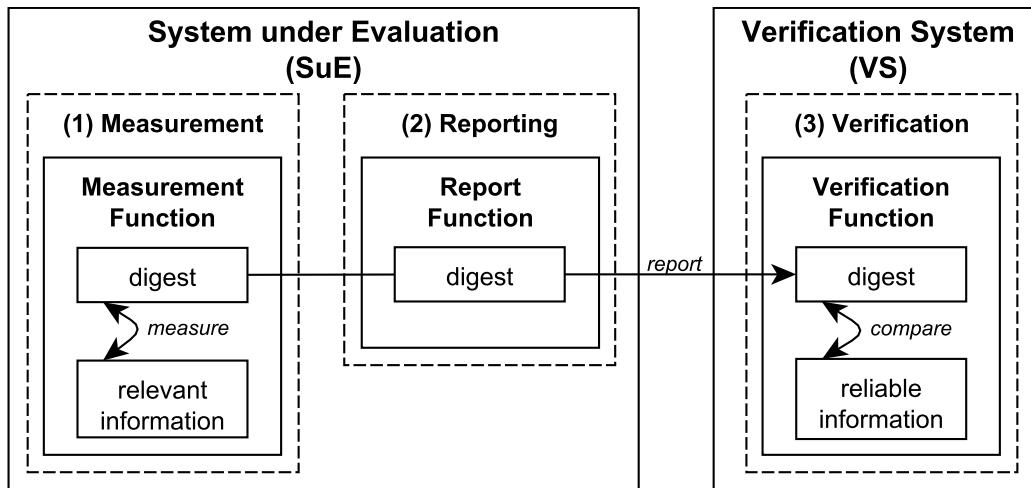 System under Evaluation
(SuE)
(1) Measurement
Measurement
Function
digest
measure
relevant
information
(2) Reporting
Report
Function
digest
report
Verification System
(VS)
(3) Verification
Verification
Function
digest
compare
reliable
information